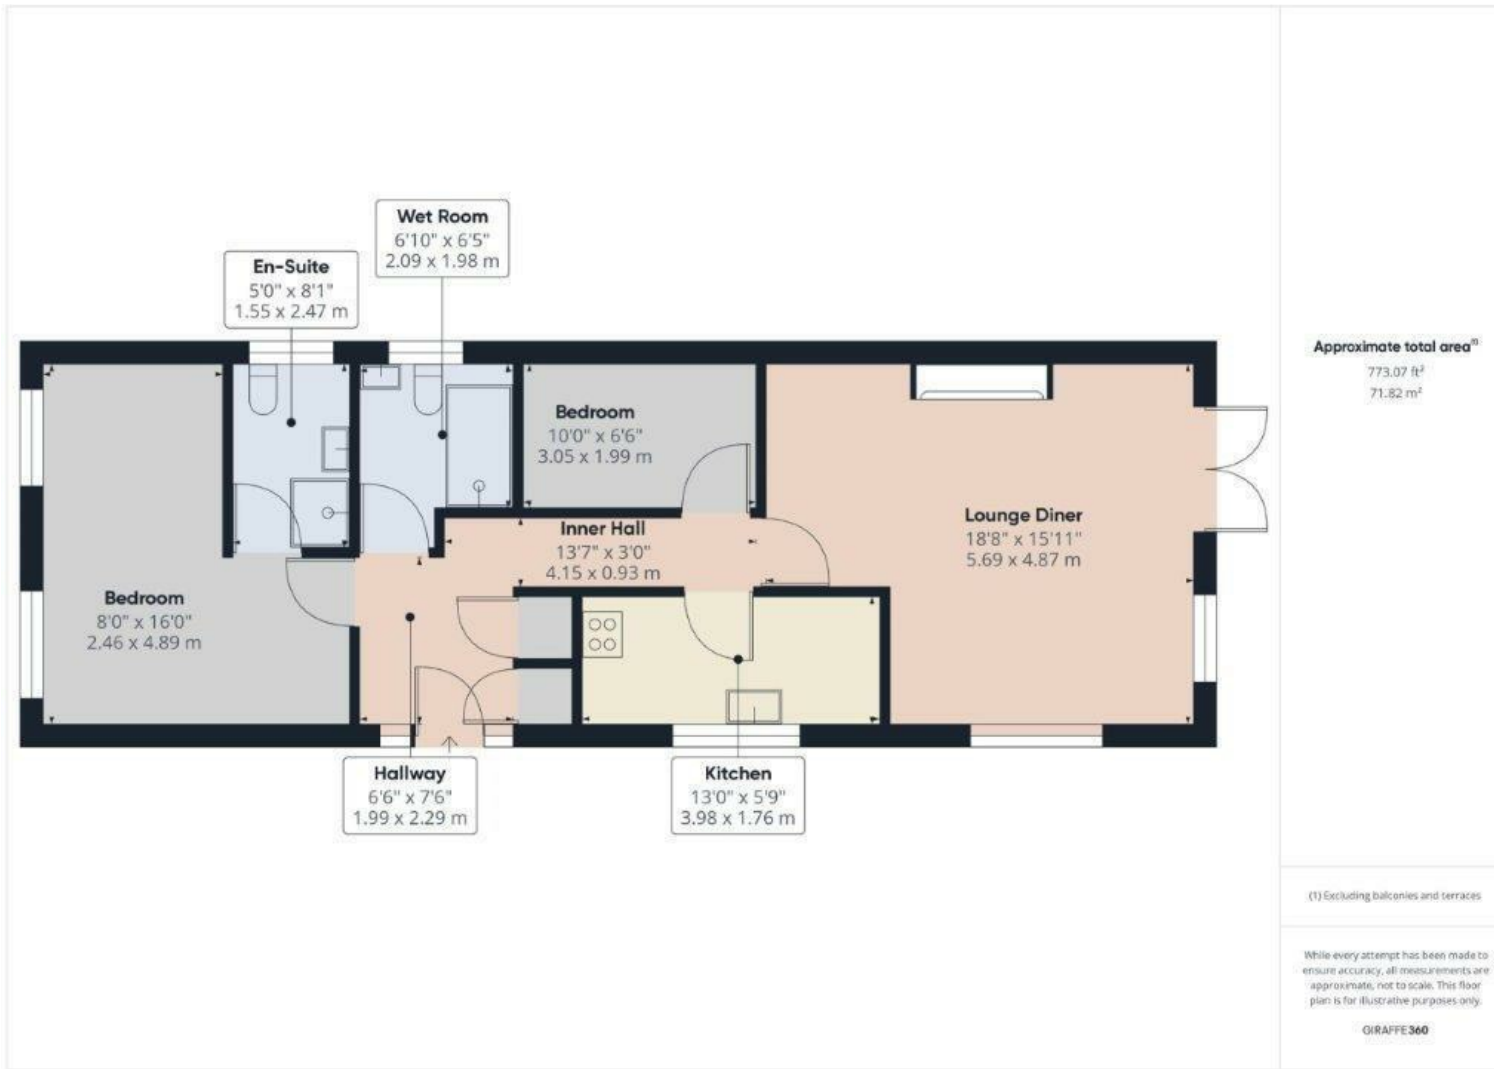 Wet Room
6'10" x 6'5"
2.09 x 1.98 m
En-Suite
5'0" x 8'1"
1.55 x 2.47 m
Bedroom
10'0" x 6'6"
3.05 x 1.99 m
Inner Hall
13'7" x 3'0"
4.15 x 0.93 m
Lounge Diner
18'8" x 15'11"
5.69 x 4.87 m
Bedroom
8'0" x 16'0"
2.46 x 4.89 m
Hallway
6'6" x 7'6"
1.99 x 2.29 m
Kitchen
13'0" x 5'9"
3.98 x 1.76 m
Approximate total area⁽¹⁾
773.07 ft²
71.82 m²
(1) Excluding balconies and terraces
While every attempt has been made to
ensure accuracy, all measurements are
approximate, not to scale. This floor
plan is for illustrative purposes only.
GIRAFFE360